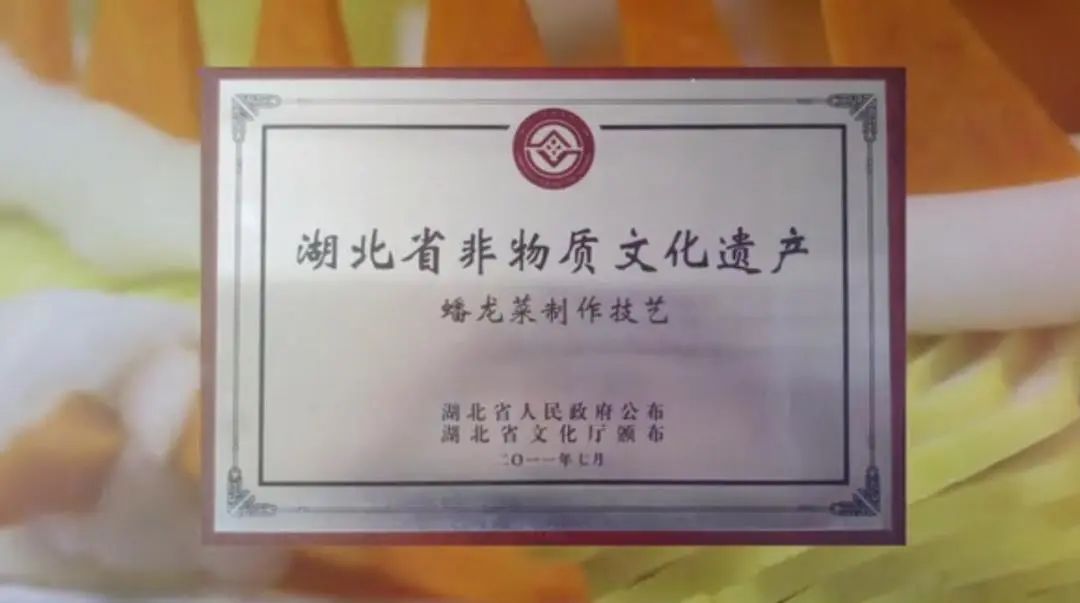 湖北省非物质文化遗产
蟠龙菜制作技艺
湖北省人民政府公布
湖北省文化厅颁布
二〇一一年七月